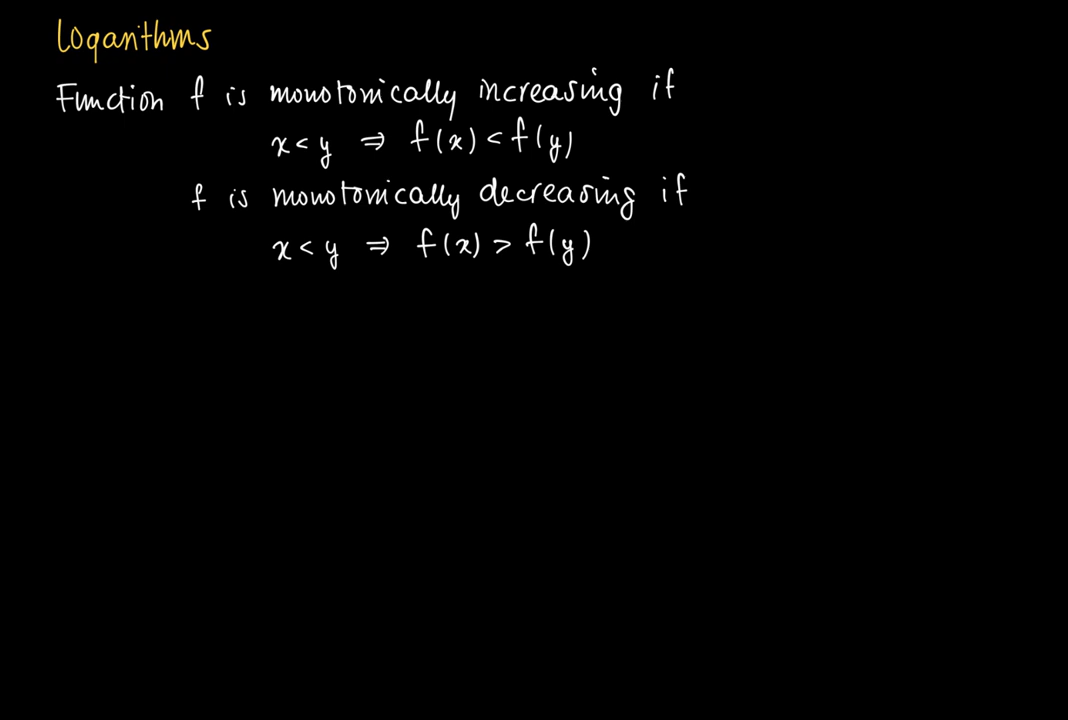 Logarithms
Function f is monotonically increasing if
x < y ⇒ f(x) < f(y)
f is monotonically decreasing if
x < y ⇒ f(x) > f(y)